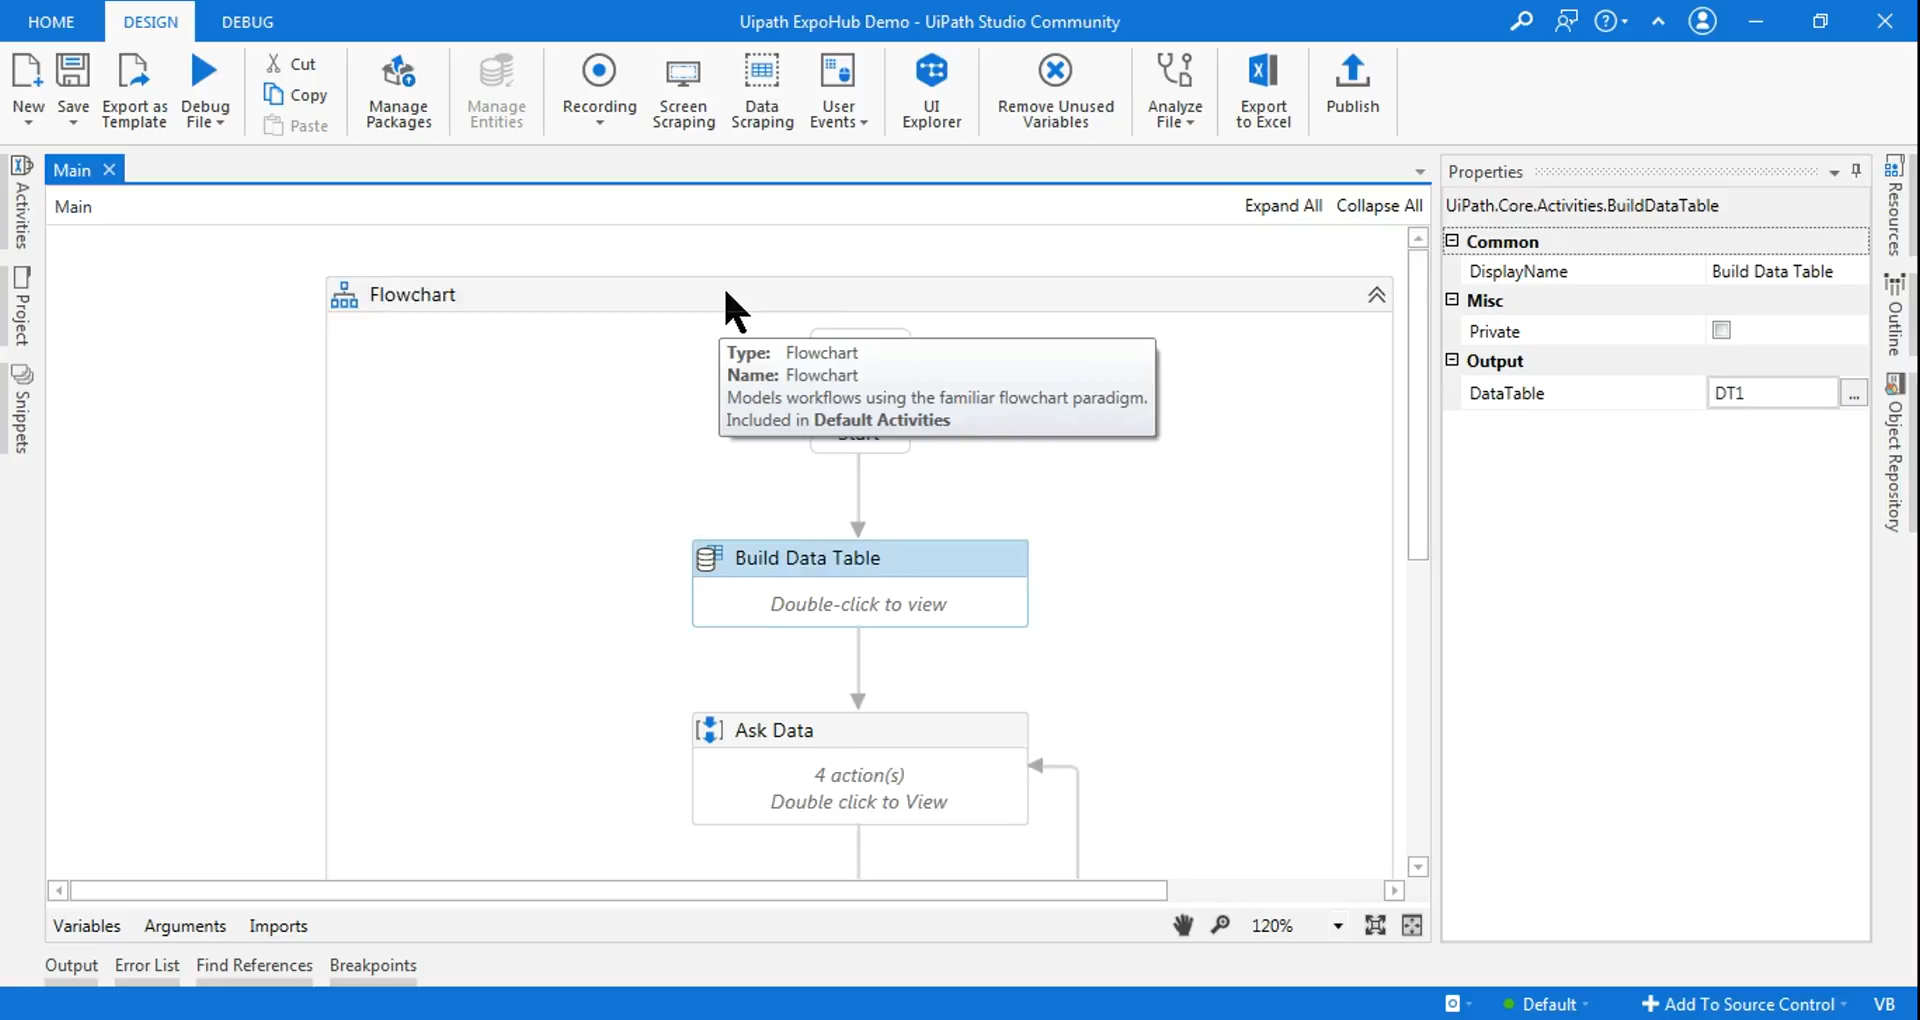 HOME
DESIGN
DEBUG
Uipath ExpoHub Demo - UiPath Studio Community
New
Save
Export as
Template
Debug
File
Cut
Copy
Paste
Manage
Packages
Manage
Entities
Recording
Screen
Scraping
Data
Scraping
User
Events
UI
Explorer
Remove Unused
Variables
Analyze
File
Export
to Excel
Publish
Activities
Project
Snippets
Main
Main
Expand All
Collapse All
Flowchart
Type: Flowchart
Name: Flowchart
Models workflows using the familiar flowchart paradigm.
Included in Default Activities
Start
Build Data Table
Double-click to view
Ask Data
4 action(s)
Double click to View
Variables
Arguments
Imports
120%
Output
Error List
Find References
Breakpoints
Properties
UiPath.Core.Activities.BuildDataTable
Common
DisplayName
Build Data Table
Misc
Private
Output
DataTable
DT1
...
Resources
Outline
Object Repository
Default
Add To Source Control
VB